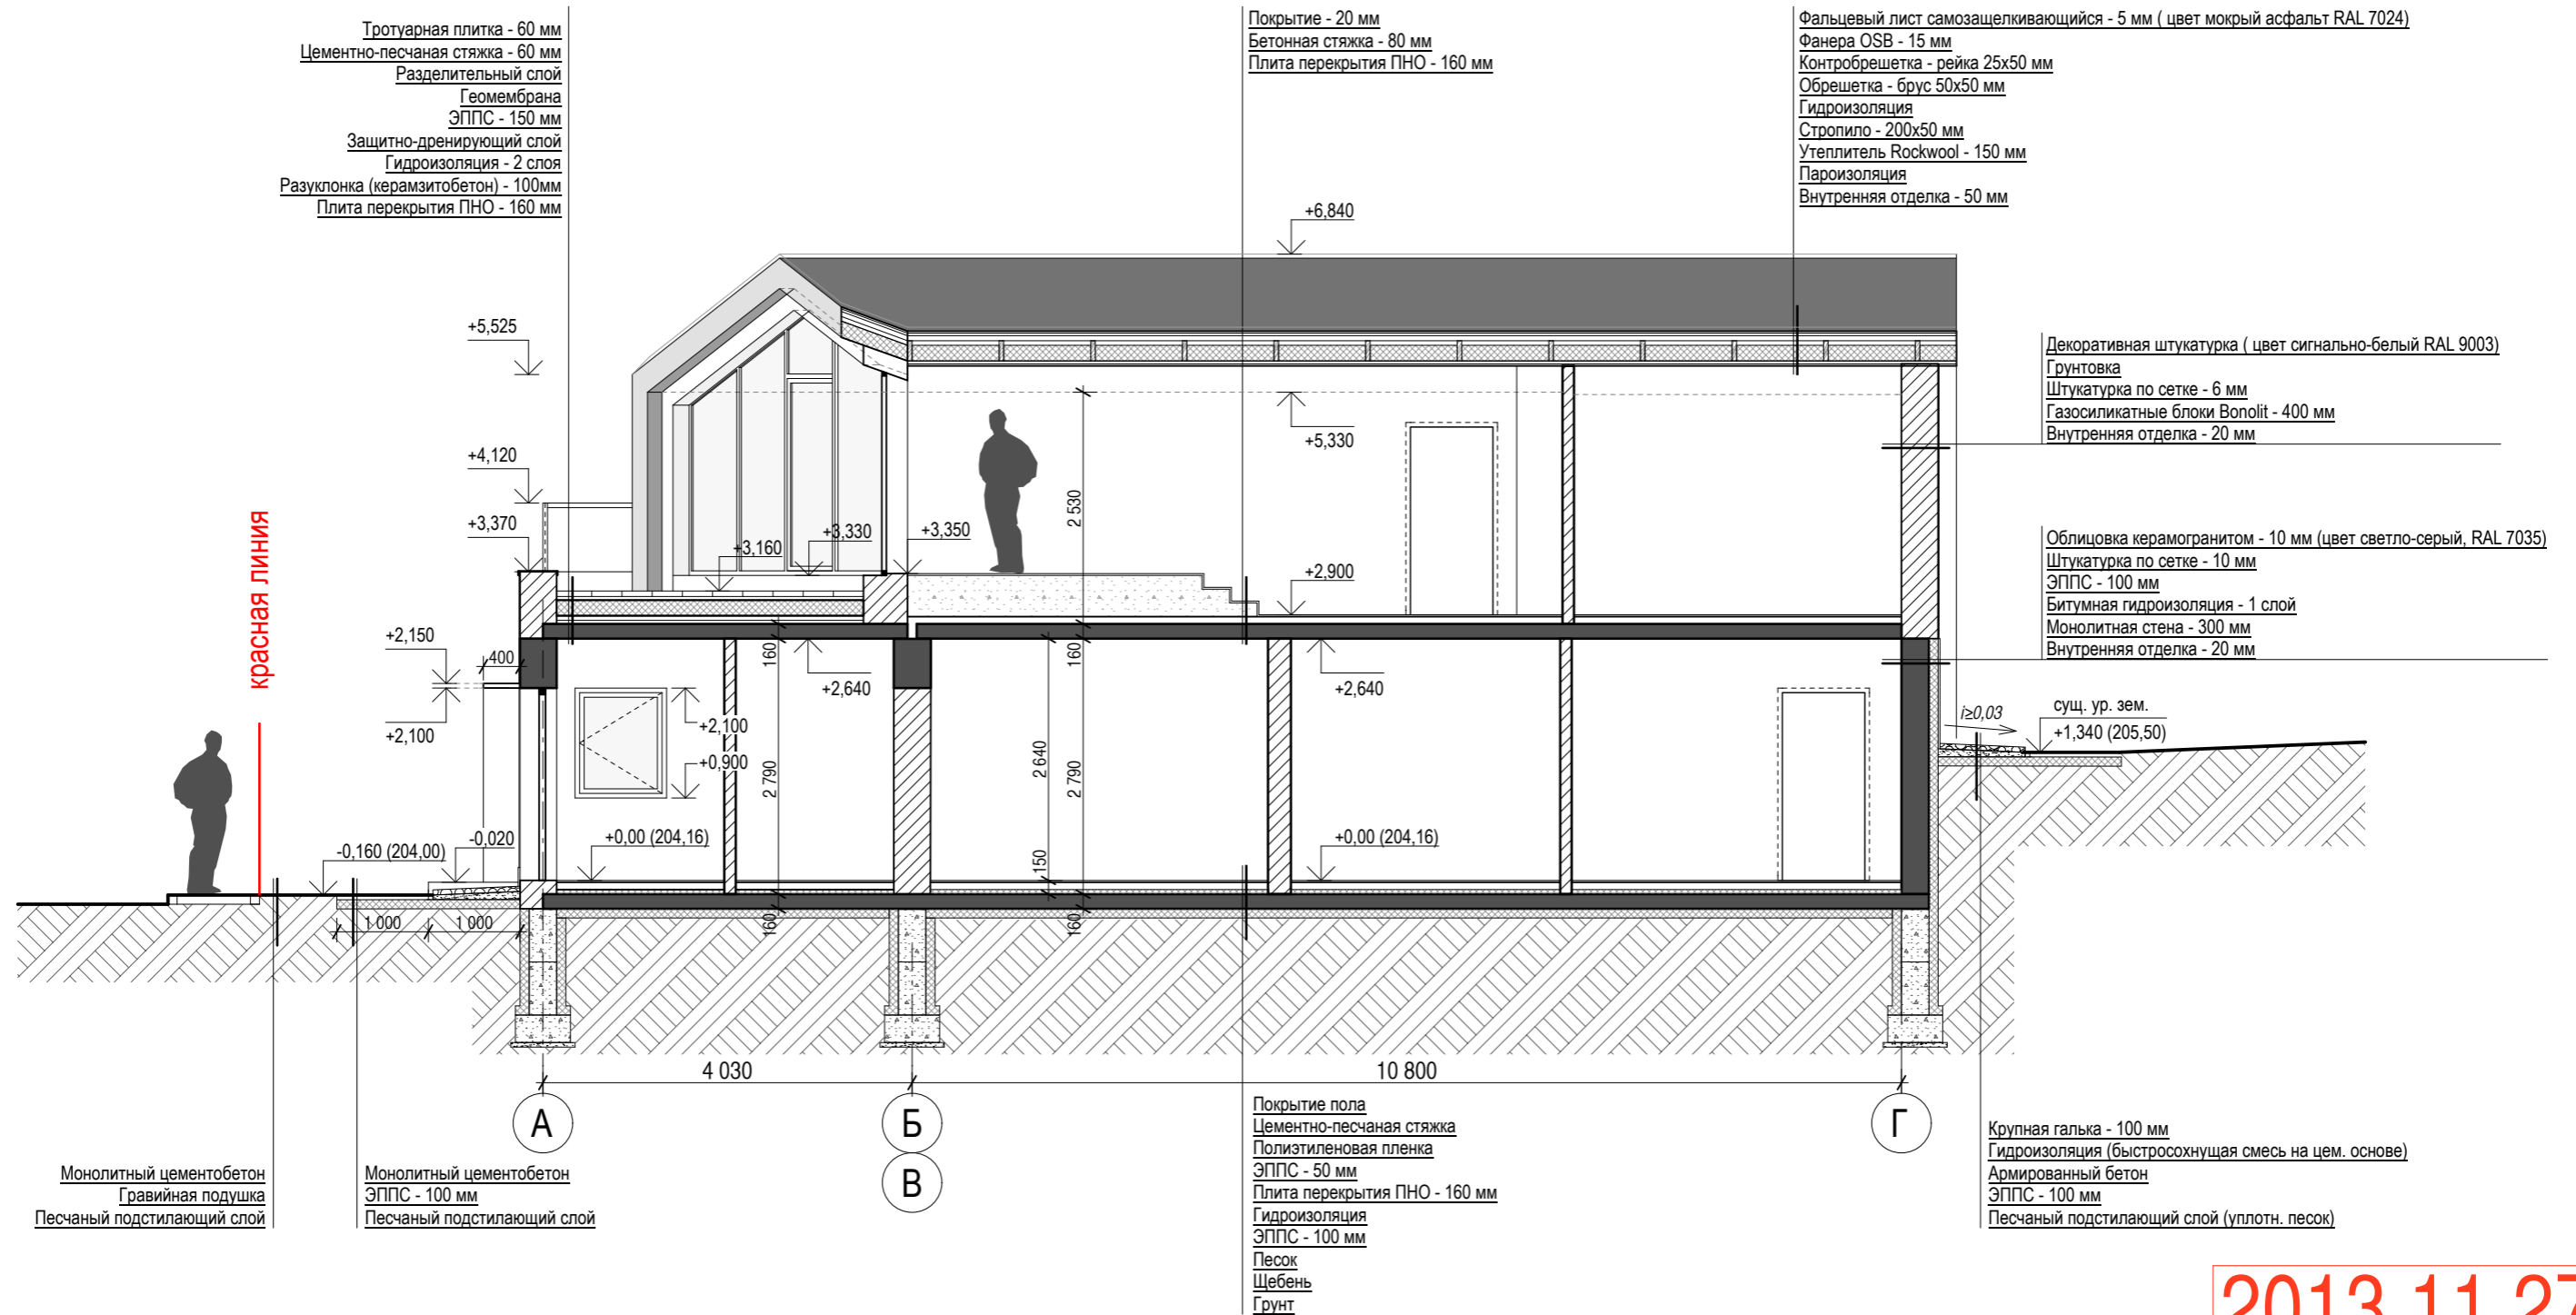 Тротуарная плитка - 60 мм
Цементно-песчаная стяжка - 60 мм
Разделительный слой
Геомембрана
ЭППС - 150 мм
Защитно-дренирующий слой
Гидроизоляция - 2 слоя
Разуклонка (керамзитобетон) - 100мм
Плита перекрытия ПНО - 160 мм
Покрытие - 20 мм
Бетонная стяжка - 80 мм
Плита перекрытия ПНО - 160 мм
Фальцевый лист самозащелкивающийся - 5 мм ( цвет мокрый асфальт RAL 7024)
Фанера OSB - 15 мм
Контробрешетка - рейка 25х50 мм
Обрешетка - брус 50х50 мм
Гидроизоляция
Стропило - 200х50 мм
Утеплитель Rockwool - 150 мм
Пароизоляция
Внутренняя отделка - 50 мм
+6,840
+5,525
+4,120
+3,370
+3,160
+3,330
+3,350
2 530
+5,330
+2,900
Декоративная штукатурка ( цвет сигнально-белый RAL 9003)
Грунтовка
Штукатурка по сетке - 6 мм
Газосиликатные блоки Bonolit - 400 мм
Внутренняя отделка - 20 мм
Облицовка керамогранитом - 10 мм (цвет светло-серый, RAL 7035)
Штукатурка по сетке - 10 мм
ЭППС - 100 мм
Битумная гидроизоляция - 1 слой
Монолитная стена - 300 мм
Внутренняя отделка - 20 мм
красная линия
+2,150
400
+2,100
160
+2,640
160
+2,640
+2,100
+0,900
2 790
2 640
2 790
i≥0,03
сущ. ур. зем.
+1,340 (205,50)
-0,160 (204,00)
-0,020
+0,00 (204,16)
150
+0,00 (204,16)
1 000
1 000
160
160
4 030
10 800
А
Б
В
Г
Монолитный цементобетон
Гравийная подушка
Песчаный подстилающий слой
Монолитный цементобетон
ЭППС - 100 мм
Песчаный подстилающий слой
Покрытие пола
Цементно-песчаная стяжка
Полиэтиленовая пленка
ЭППС - 50 мм
Плита перекрытия ПНО - 160 мм
Гидроизоляция
ЭППС - 100 мм
Песок
Щебень
Грунт
Крупная галька - 100 мм
Гидроизоляция (быстросохнущая смесь на цем. основе)
Армированный бетон
ЭППС - 100 мм
Песчаный подстилающий слой (уплотн. песок)
2013.11.27